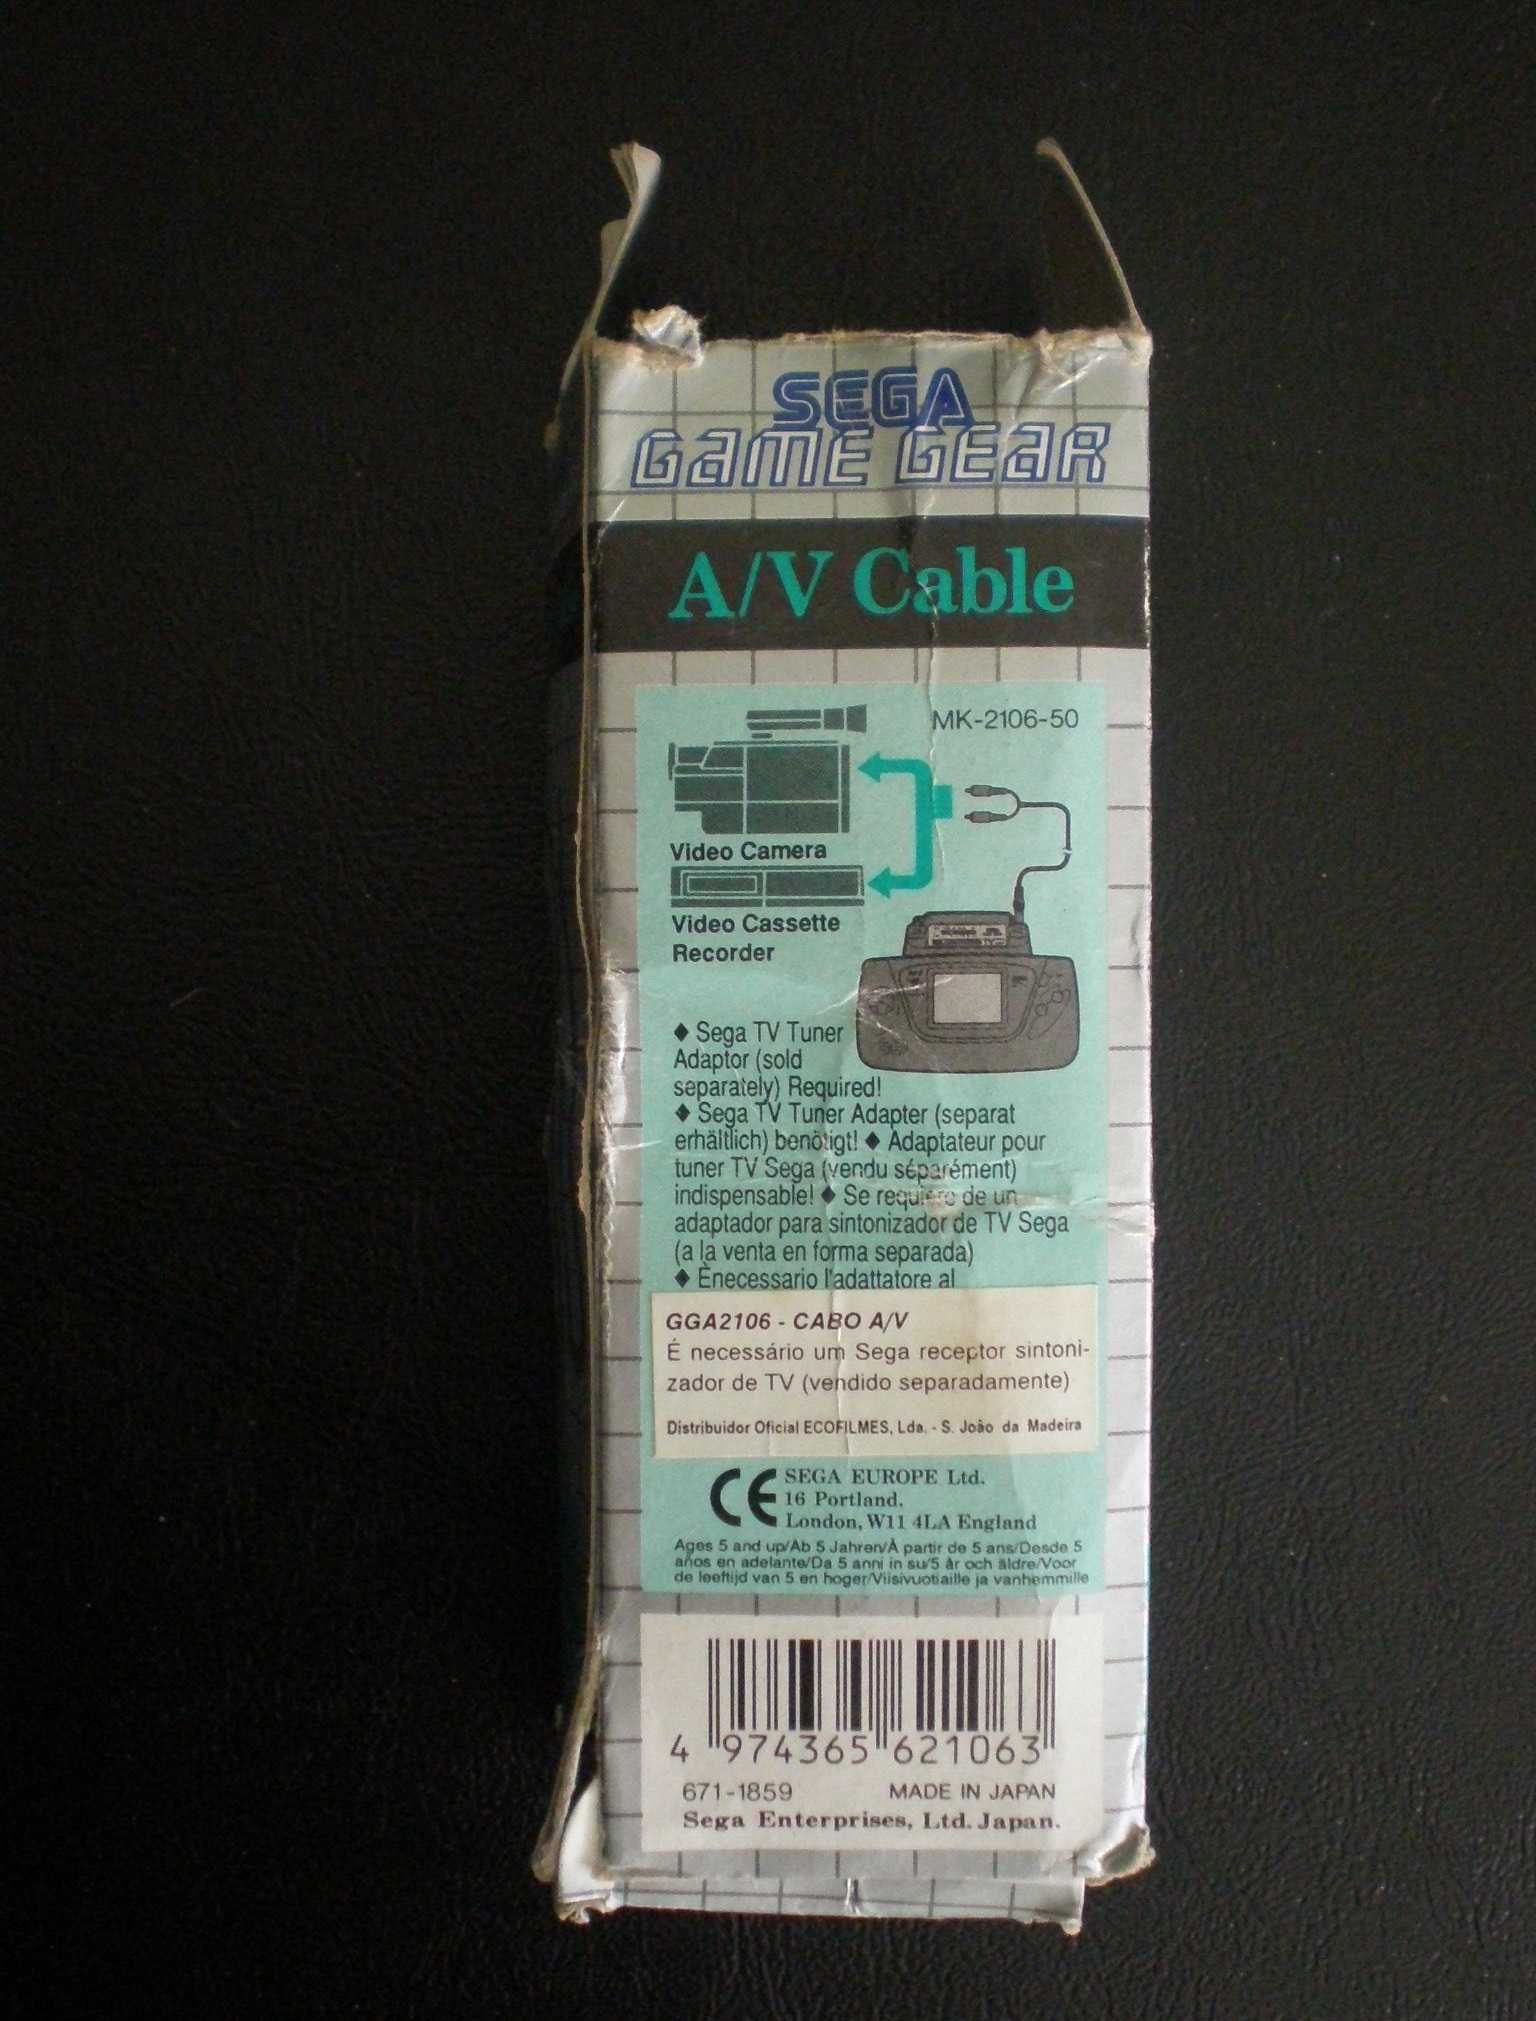 SEGA
GAME GEAR
A/V Cable
MK-2106-50
Video Camera
Video Cassette
Recorder
♦ Sega TV Tuner
Adaptor (sold
separately) Required!
♦ Sega TV Tuner Adapter (separat
erhältlich) benötigt! ♦ Adaptateur pour
tuner TV Sega (vendu séparément)
indispensable! ♦ Se requiere de un
adaptador para sintonizador de TV Sega
(a la venta en forma separada)
♦ Ènecessario l'adattatore al
GGA2106 - CABO A/V
É necessário um Sega receptor sintoni-
zador de TV (vendido separadamente)
Distribuidor Oficial ECOFILMES, Lda. - S. João da Madeira
CE SEGA EUROPE Ltd.
16 Portland.
London, W11 4LA England
Ages 5 and up/Ab 5 Jahren/À partir de 5 ans/Desde 5
años en adelante/Da 5 anni in su/5 år och äldre/Voor
de leeftijd van 5 en hoger/Viisivuotiaille ja vanhemmille
4 974365 621063
671-1859 MADE IN JAPAN
Sega Enterprises, Ltd. Japan.